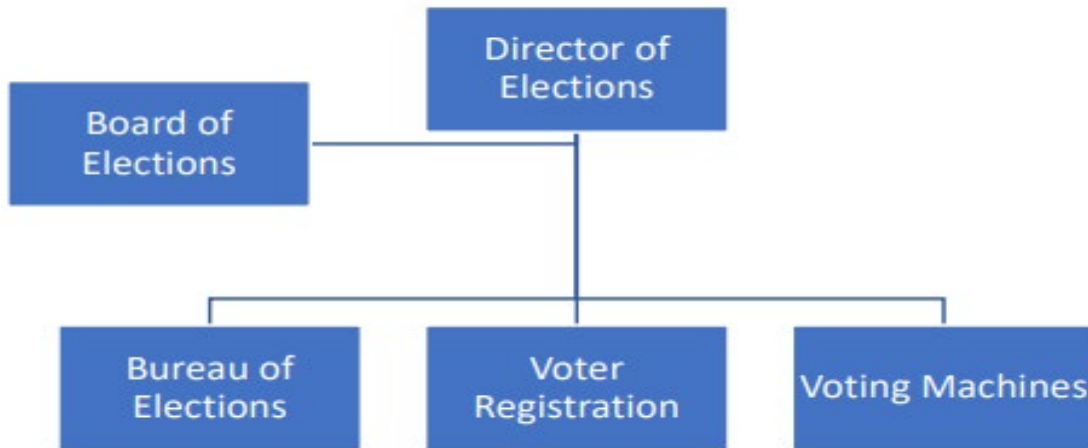 Director of
Elections
Board of
Elections
Bureau of
Elections
Voter
Registration
Voting Machines